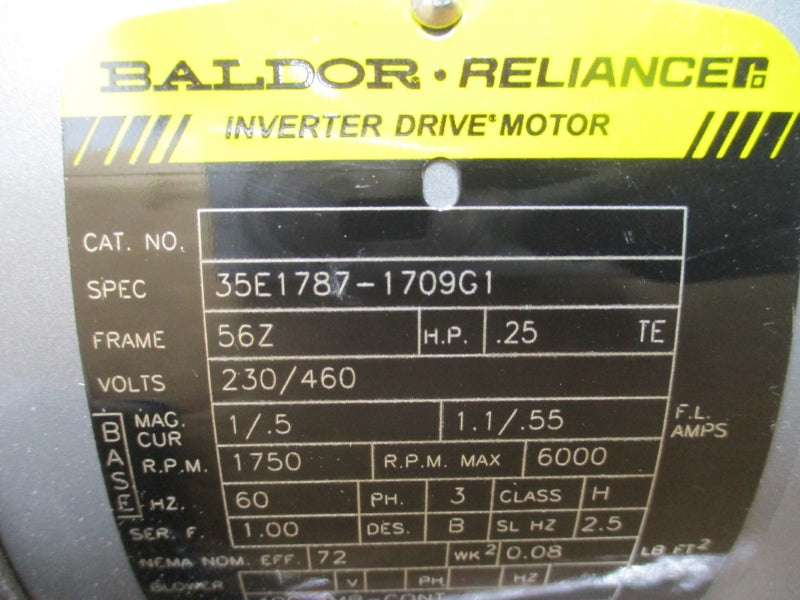 BALDOR · RELIANCER
INVERTER DRIVE® MOTOR
CAT. NO.
SPEC 35E1787-1709G1
FRAME 56Z H.P. .25 TE
VOLTS 230/460
MAG. CUR 1/.5 1.1/.55 F.L. AMPS
BASE R.P.M. 1750 R.P.M. MAX 6000
HZ. 60 PH. 3 CLASS H
SER. F. 1.00 DES. B SL HZ 2.5
NEMA NOM. EFF. 72 WK² 0.08 LB FT²
BLOWER V PH HZ